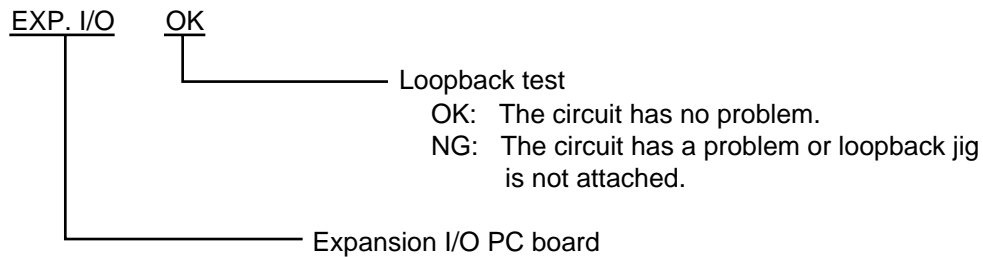 EXP. I/O OK
Loopback test
OK: The circuit has no problem.
NG: The circuit has a problem or loopback jig
is not attached.
Expansion I/O PC board